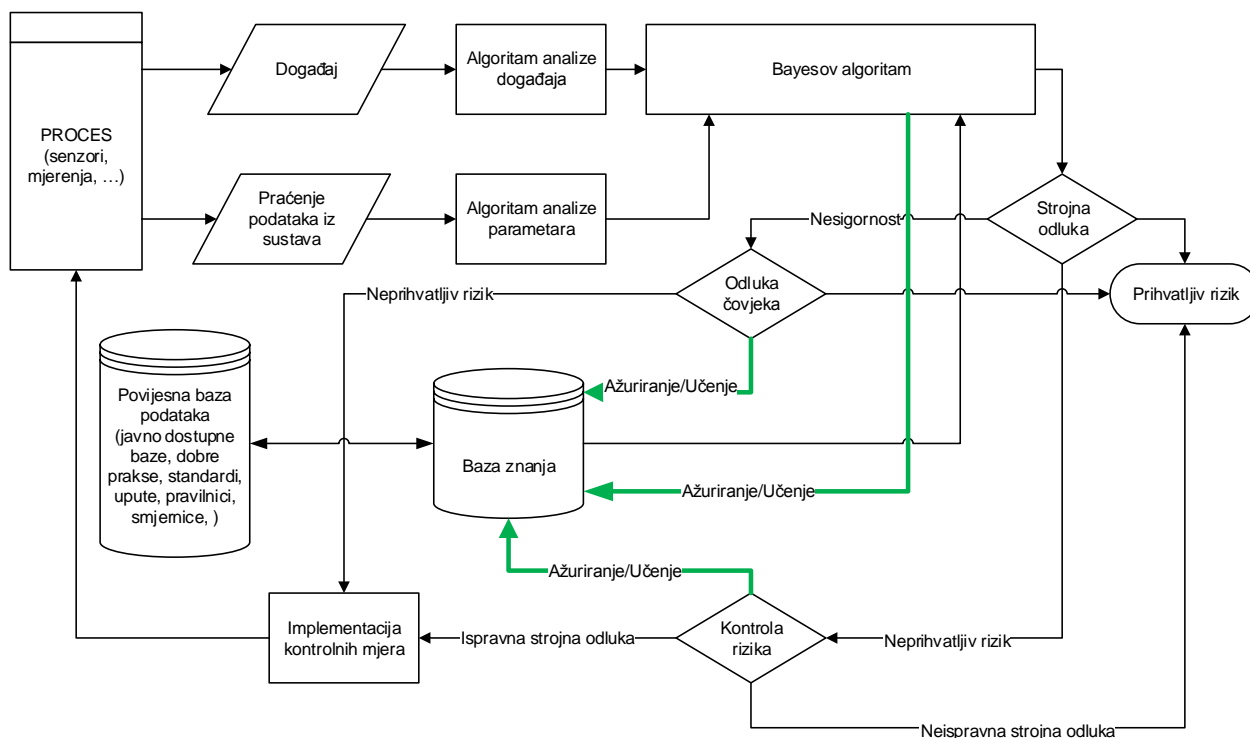 Događaj
Algoritam analize
događaja
Bayesov algoritam
PROCES
(senzori,
mjerenja, ...)
Praćenje
podataka iz
sustava
Algoritam analize
parametara
Nesigornost
Strojna
odluka
Neprihvatljiv rizik
Odluka
čovjeka
Prihvatljiv rizik
Ažuriranje/Učenje
Povijesna baza
podataka
(javno dostupne
baze, dobre
prakse, standardi,
upute, pravilnici,
smjernice, )
Baza znanja
Ažuriranje/Učenje
Ažuriranje/Učenje
Implementacija
kontrolnih mjera
Ispravna strojna odluka
Kontrola
rizika
Neprihvatljiv rizik
Neispravna strojna odluka